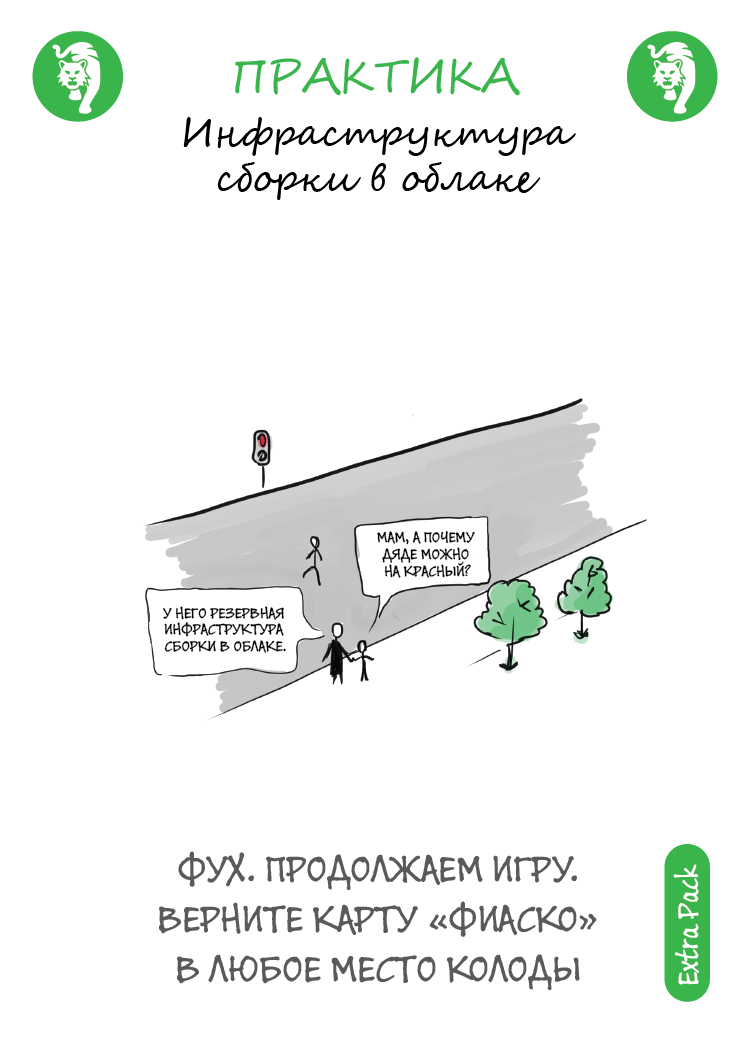 ПРАКТИКА
Инфраструктура
сборки в облаке
МАМ, А ПОЧЕМУ
ДЯДЕ МОЖНО
НА КРАСНЫЙ?
У НЕГО РЕЗЕРВНАЯ
ИНФРАСТРУКТУРА
СБОРКИ В ОБЛАКЕ.
ФУХ. ПРОДОЛЖАЕМ ИГРУ.
ВЕРНИТЕ КАРТУ «ФИАСКО»
В ЛЮБОЕ МЕСТО КОЛОДЫ
Extra Pack